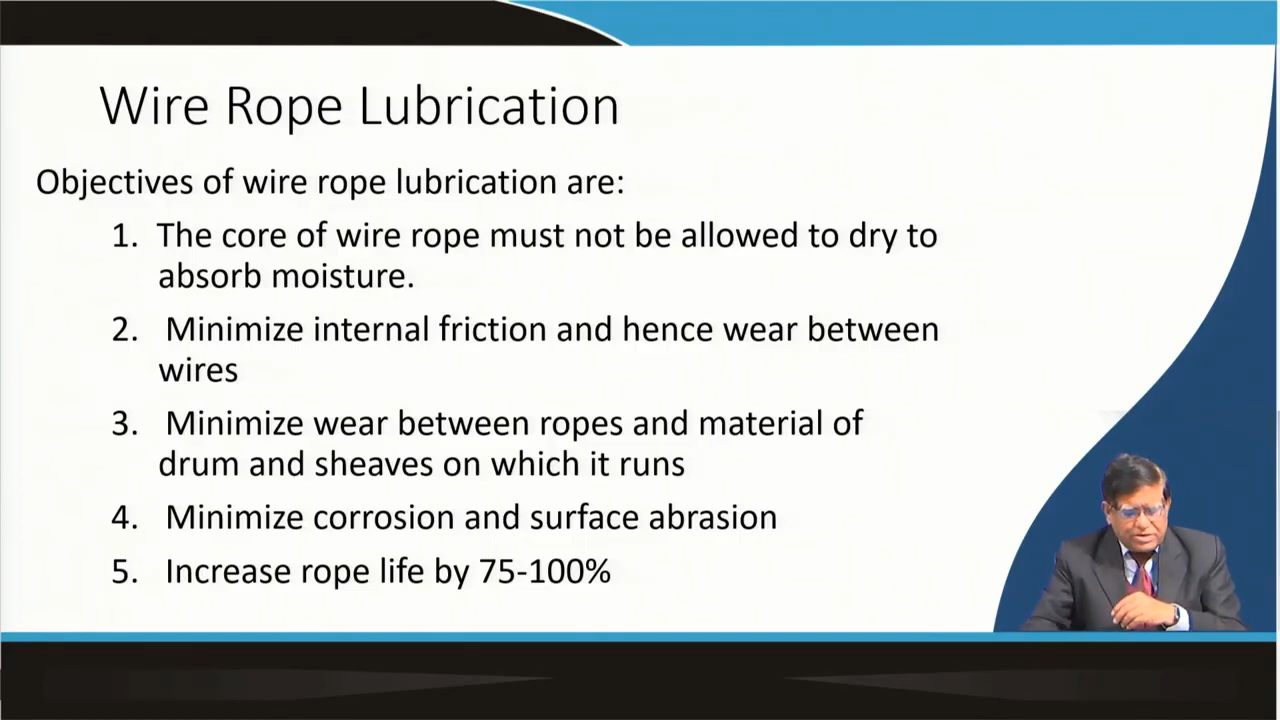 Wire Rope Lubrication
Objectives of wire rope lubrication are:
1. The core of wire rope must not be allowed to dry to
absorb moisture.
2. Minimize internal friction and hence wear between
wires
3. Minimize wear between ropes and material of
drum and sheaves on which it runs
4. Minimize corrosion and surface abrasion
5. Increase rope life by 75-100%